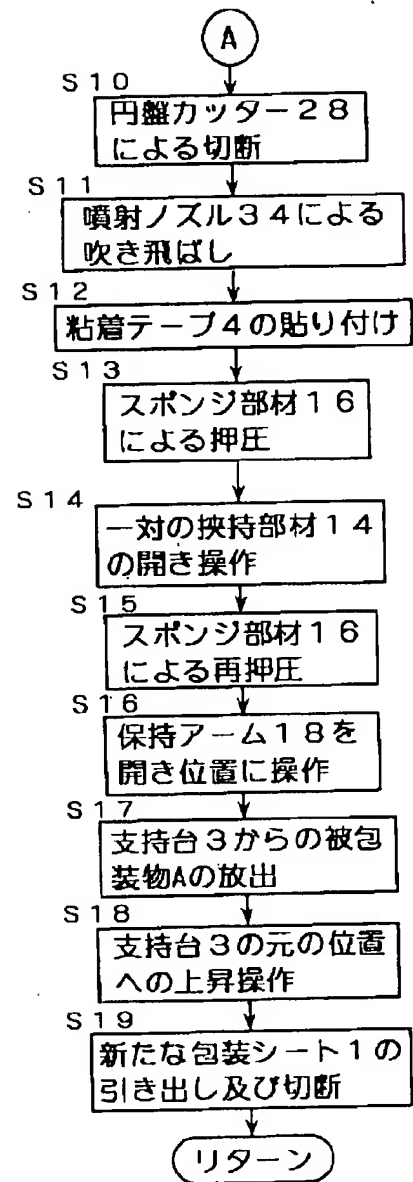 A
S10
円盤カッター28
による切断
S11
噴射ノズル34による
吹き飛ばし
S12
粘着テープ4の貼り付け
S13
スポンジ部材16
による押圧
S14
一対の挟持部材14
の開き操作
S15
スポンジ部材16
による再押圧
S16
保持アーム18を
開き位置に操作
S17
支持台3からの被包
装物Aの放出
S18
支持台3の元の位置
への上昇操作
S19
新たな包装シート1の
引き出し及び切断
リターン